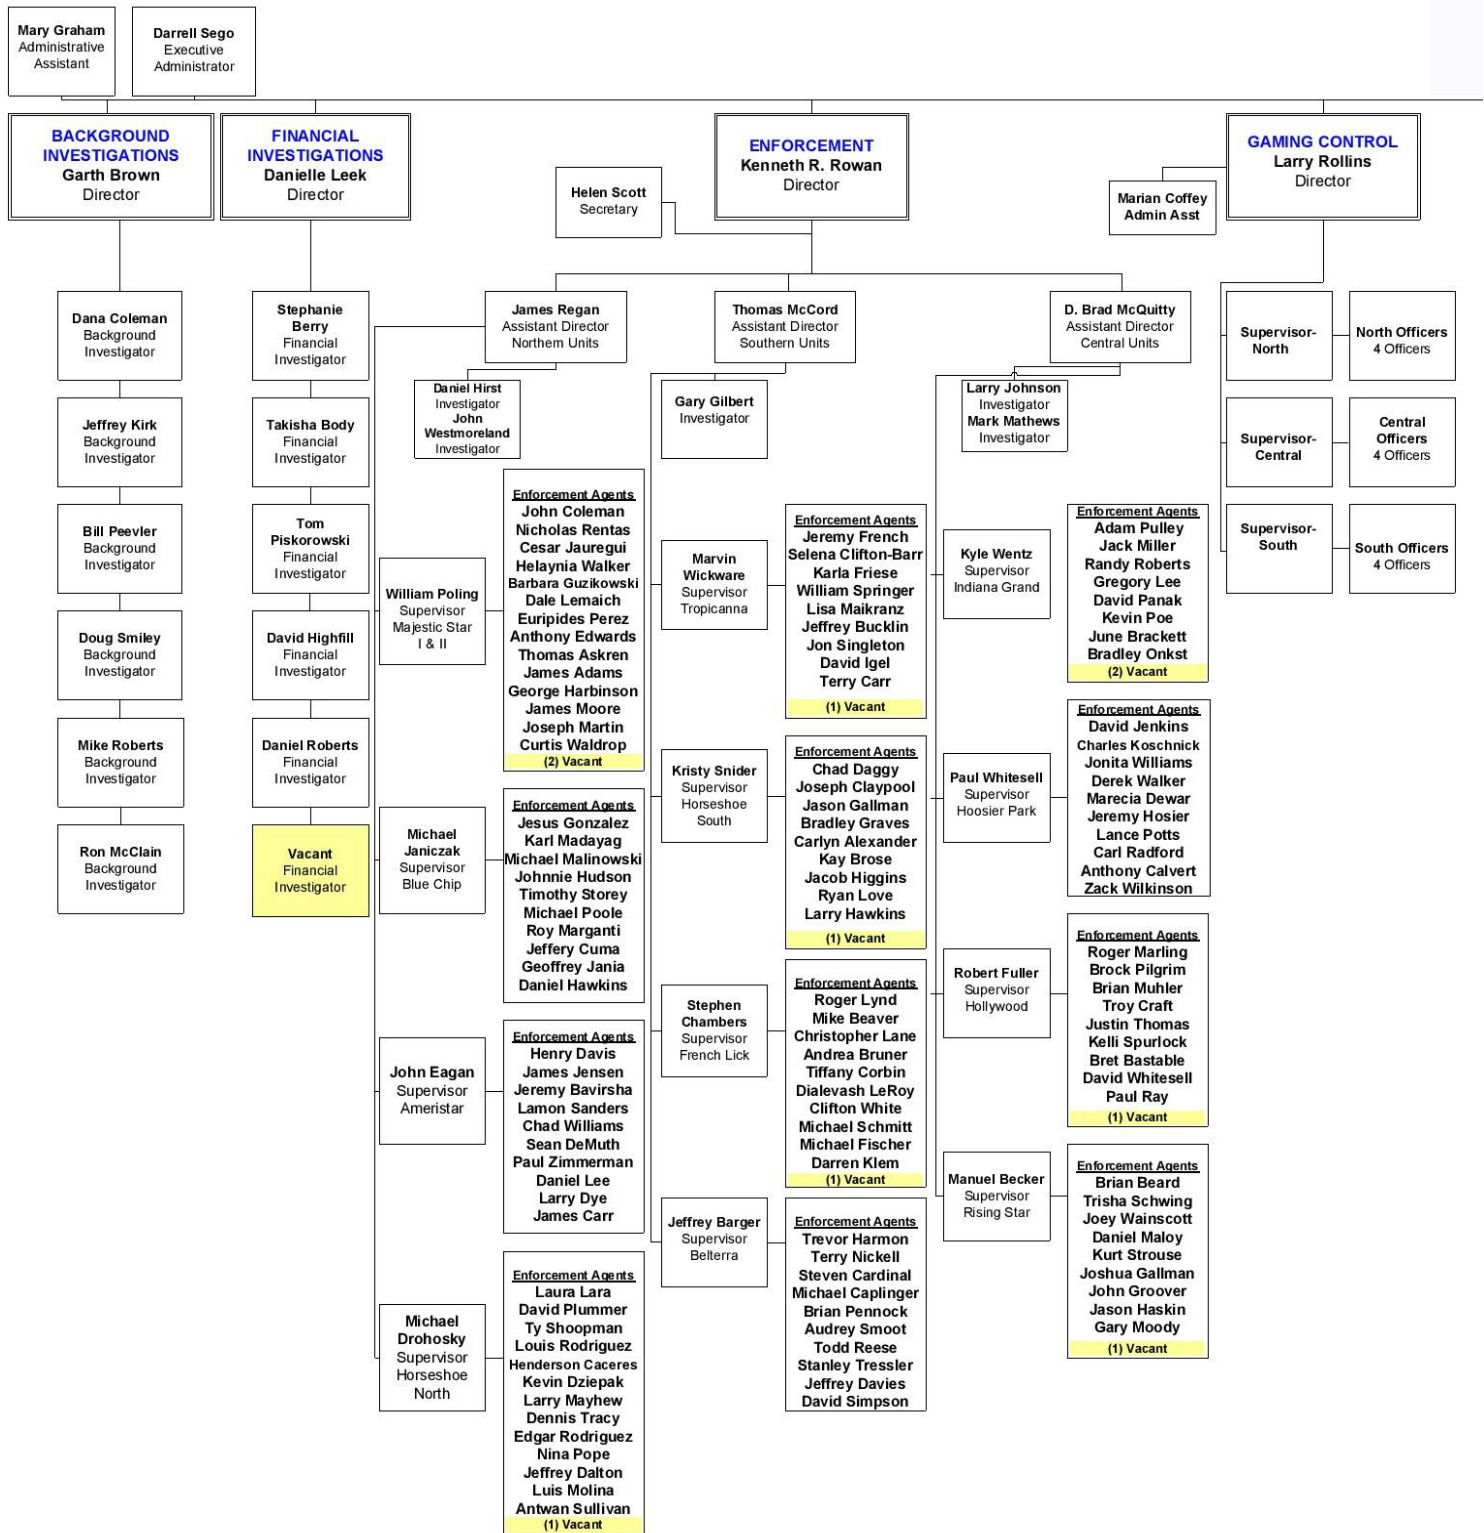 Mary Graham
Administrative
Assistant
Darrell Sego
Executive
Administrator
BACKGROUND
INVESTIGATIONS
Garth Brown
Director
FINANCIAL
INVESTIGATIONS
Danielle Leek
Director
ENFORCEMENT
Kenneth R. Rowan
Director
GAMING CONTROL
Larry Rollins
Director
Helen Scott
Secretary
Marian Coffey
Admin Asst
Dana Coleman
Background
Investigator
Jeffrey Kirk
Background
Investigator
Bill Peevler
Background
Investigator
Doug Smiley
Background
Investigator
Mike Roberts
Background
Investigator
Ron McClain
Background
Investigator
Stephanie
Berry
Financial
Investigator
Takisha Body
Financial
Investigator
Tom
Piskorowski
Financial
Investigator
David Highfill
Financial
Investigator
Daniel Roberts
Financial
Investigator
Vacant
Financial
Investigator
James Regan
Assistant Director
Northern Units
Daniel Hirst
Investigator
John
Westmoreland
Investigator
William Poling
Supervisor
Majestic Star
I & II
Enforcement Agents
John Coleman
Nicholas Rentas
Cesar Jauregui
Helaynia Walker
Barbara Guzikowski
Dale Lemaich
Euripides Perez
Anthony Edwards
Thomas Askren
James Adams
George Harbinson
James Moore
Joseph Martin
Curtis Waldrop
(2) Vacant
Michael
Janiczak
Supervisor
Blue Chip
Enforcement Agents
Jesus Gonzalez
Karl Madayag
Michael Malinowski
Johnnie Hudson
Timothy Storey
Michael Poole
Roy Marganti
Jeffery Cuma
Geoffrey Jania
Daniel Hawkins
John Eagan
Supervisor
Ameristar
Enforcement Agents
Henry Davis
James Jensen
Jeremy Bavirsha
Lamon Sanders
Chad Williams
Sean DeMuth
Paul Zimmerman
Daniel Lee
Larry Dye
James Carr
Michael
Drohosky
Supervisor
Horseshoe
North
Enforcement Agents
Laura Lara
David Plummer
Ty Shoopman
Louis Rodriguez
Henderson Caceres
Kevin Dziepak
Larry Mayhew
Dennis Tracy
Edgar Rodriguez
Nina Pope
Jeffrey Dalton
Luis Molina
Antwan Sullivan
(1) Vacant
Thomas McCord
Assistant Director
Southern Units
Gary Gilbert
Investigator
Marvin
Wickware
Supervisor
Tropicanna
Enforcement Agents
Jeremy French
Selena Clifton-Barr
Karla Friese
William Springer
Lisa Maikranz
Jeffrey Bucklin
Jon Singleton
David Igel
Terry Carr
(1) Vacant
Kristy Snider
Supervisor
Horseshoe
South
Enforcement Agents
Chad Daggy
Joseph Claypool
Jason Gallman
Bradley Graves
Carlyn Alexander
Kay Brose
Jacob Higgins
Ryan Love
Larry Hawkins
(1) Vacant
Stephen
Chambers
Supervisor
French Lick
Enforcement Agents
Roger Lynd
Mike Beaver
Christopher Lane
Andrea Bruner
Tiffany Corbin
Dialevash LeRoy
Clifton White
Michael Schmitt
Michael Fischer
Darren Klem
(1) Vacant
Jeffrey Barger
Supervisor
Belterra
Enforcement Agents
Trevor Harmon
Terry Nickell
Steven Cardinal
Michael Caplinger
Brian Pennock
Audrey Smoot
Todd Reese
Stanley Tressler
Jeffrey Davies
David Simpson
D. Brad McQuitty
Assistant Director
Central Units
Larry Johnson
Investigator
Mark Mathews
Investigator
Kyle Wentz
Supervisor
Indiana Grand
Enforcement Agents
Adam Pulley
Jack Miller
Randy Roberts
Gregory Lee
David Panak
Kevin Poe
June Brackett
Bradley Onkst
(2) Vacant
Paul Whitesell
Supervisor
Hoosier Park
Enforcement Agents
David Jenkins
Charles Koschnick
Jonita Williams
Derek Walker
Marecia Dewar
Jeremy Hosier
Lance Potts
Carl Radford
Anthony Calvert
Zack Wilkinson
Robert Fuller
Supervisor
Hollywood
Enforcement Agents
Roger Marling
Brock Pilgrim
Brian Muhler
Troy Craft
Justin Thomas
Kelli Spurlock
Bret Bastable
David Whitesell
Paul Ray
(1) Vacant
Manuel Becker
Supervisor
Rising Star
Enforcement Agents
Brian Beard
Trisha Schwing
Joey Wainscott
Daniel Maloy
Kurt Strouse
Joshua Gallman
John Groover
Jason Haskin
Gary Moody
(1) Vacant
Supervisor-
North
North Officers
4 Officers
Supervisor-
Central
Central
Officers
4 Officers
Supervisor-
South
South Officers
4 Officers